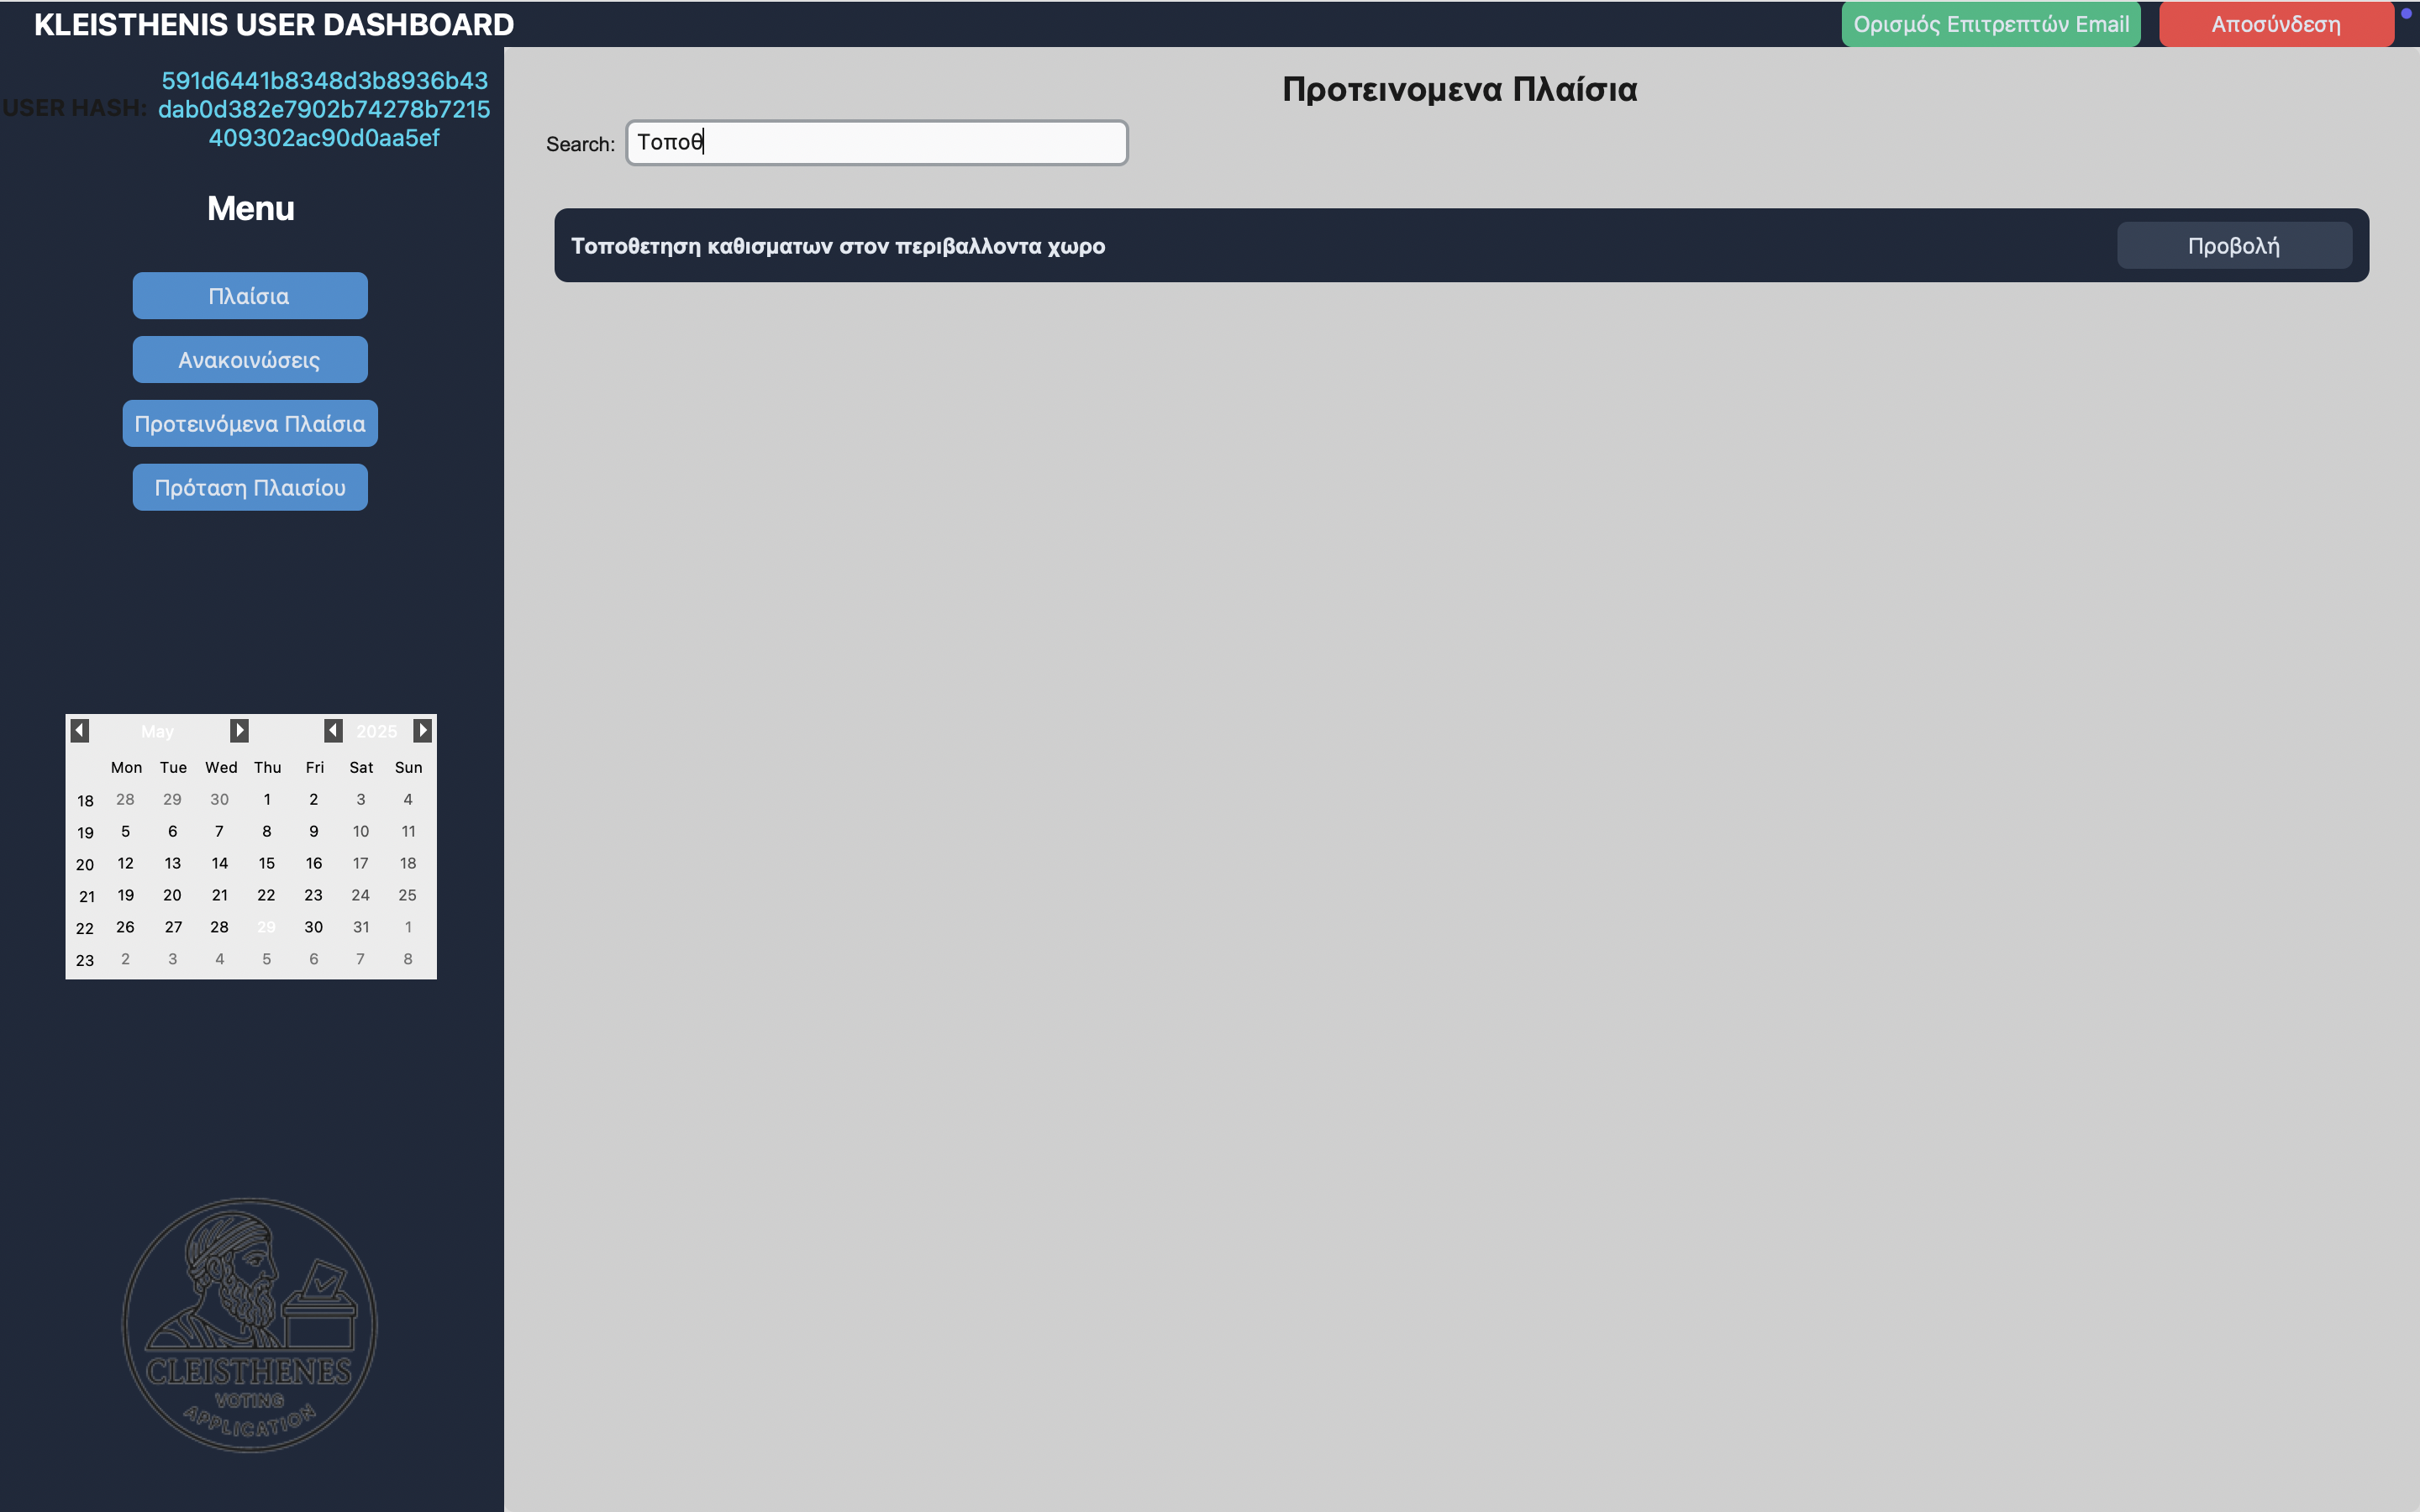 KLEISTHENIS USER DASHBOARD
Ορισμός Επιτρεπτών Email
Αποσύνδεση
USER HASH:
591d6441b8348d3b8936b43
dab0d382e7902b74278b7215
409302ac90d0aa5ef
Menu
Πλαίσια
Ανακοινώσεις
Προτεινόμενα Πλαίσια
Πρόταση Πλαισίου
May 2025
Mon Tue Wed Thu Fri Sat Sun
18 28 29 30 1 2 3 4
19 5 6 7 8 9 10 11
20 12 13 14 15 16 17 18
21 19 20 21 22 23 24 25
22 26 27 28 29 30 31 1
23 2 3 4 5 6 7 8
CLEISTHENES
VOTING
APPLICATION
Προτεινομενα Πλαίσια
Search: Τοποθ
Τοποθετηση καθισματων στον περιβαλλοντα χωρο
Προβολή